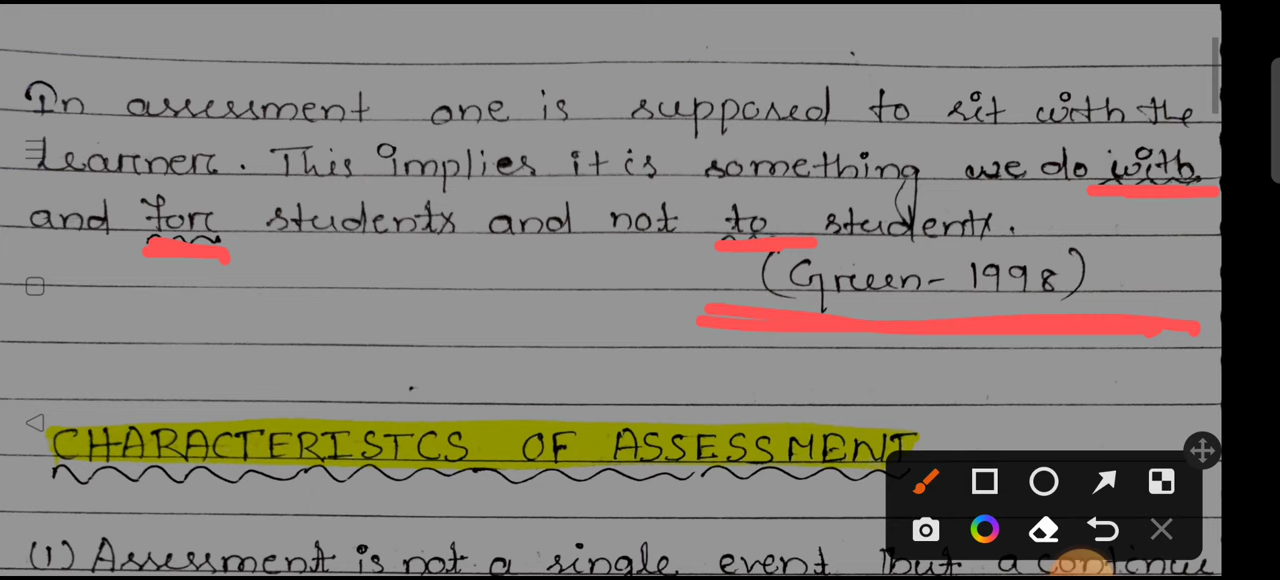 In assessment one is supposed to sit with the
learner. This implies it is something we do with
and for students and not to students.
(Green- 1998)
CHARACTERISTCS OF ASSESSMENT
(1) Assessment is not a single event but a continue